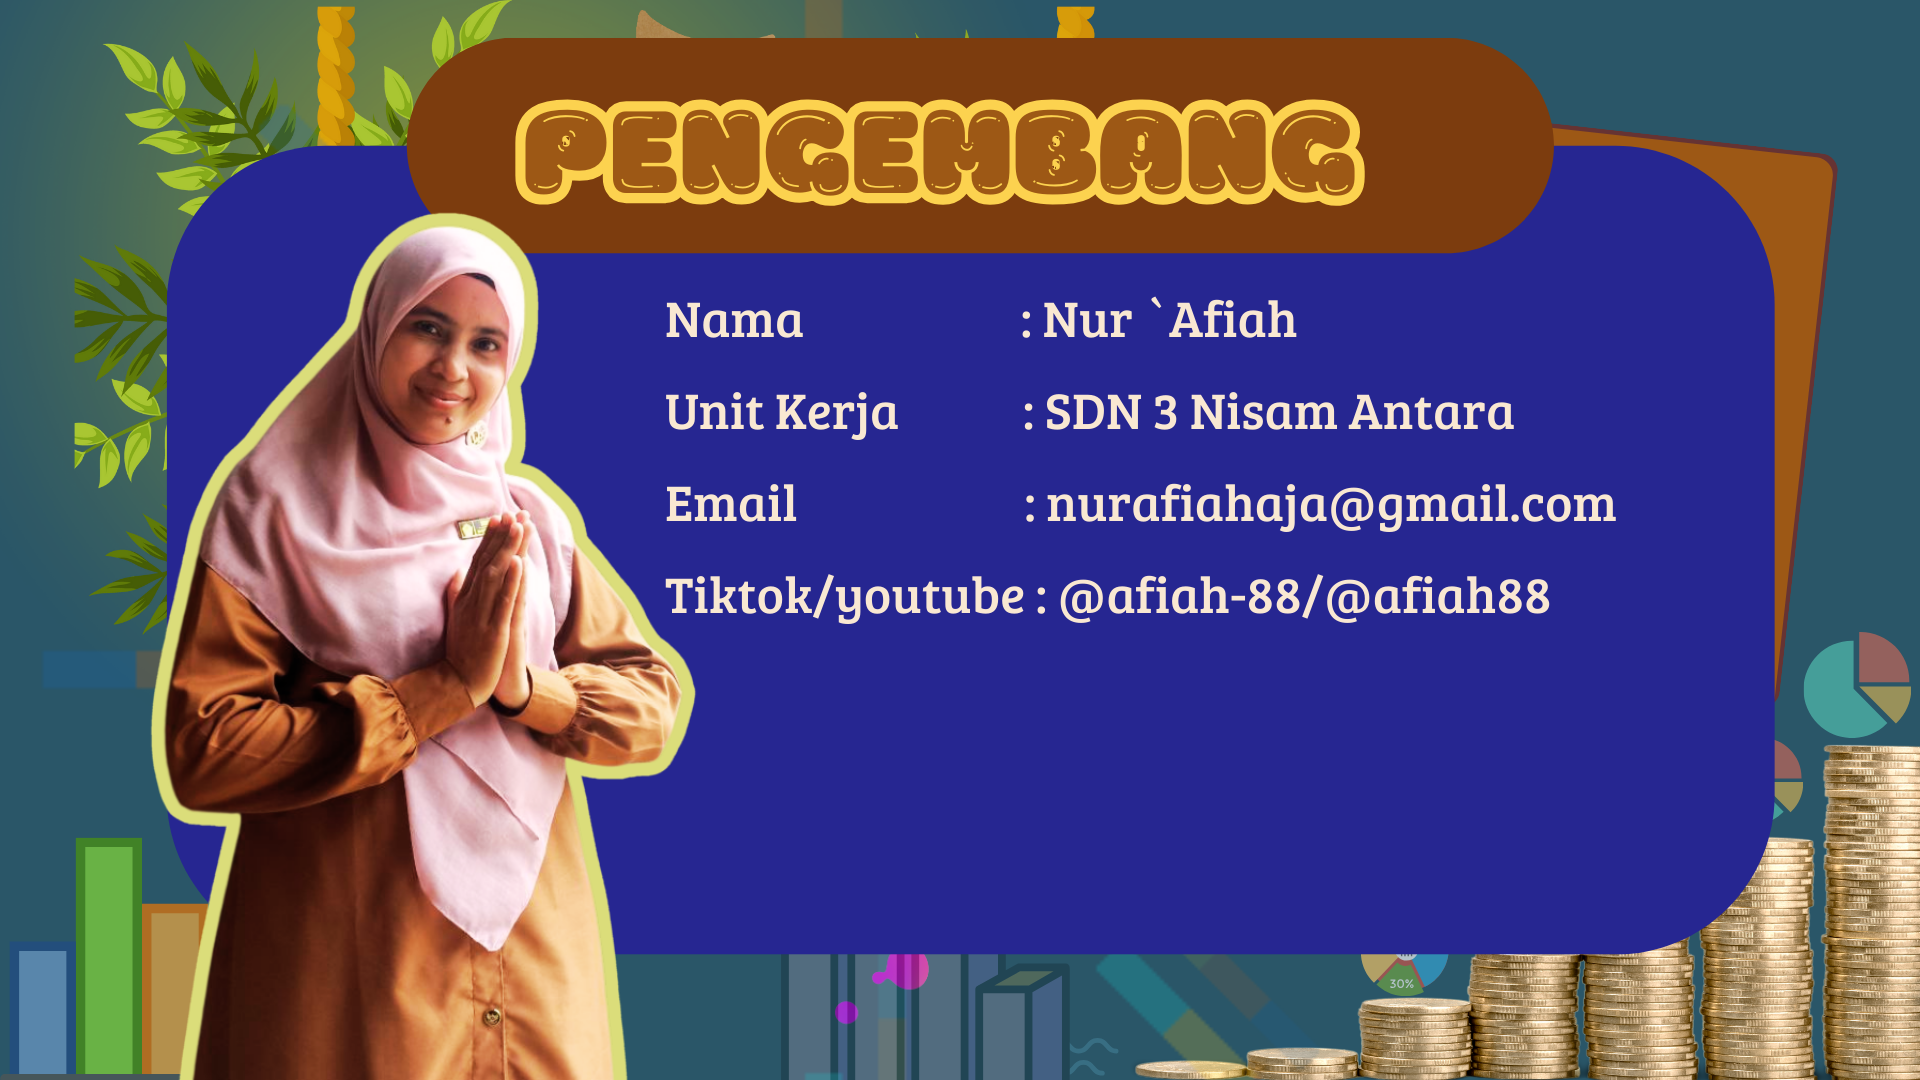 PENGEMBANG
Nama : Nur `Afiah
Unit Kerja : SDN 3 Nisam Antara
Email : nurafiahaja@gmail.com
Tiktok/youtube : @afiah-88/@afiah88
30%